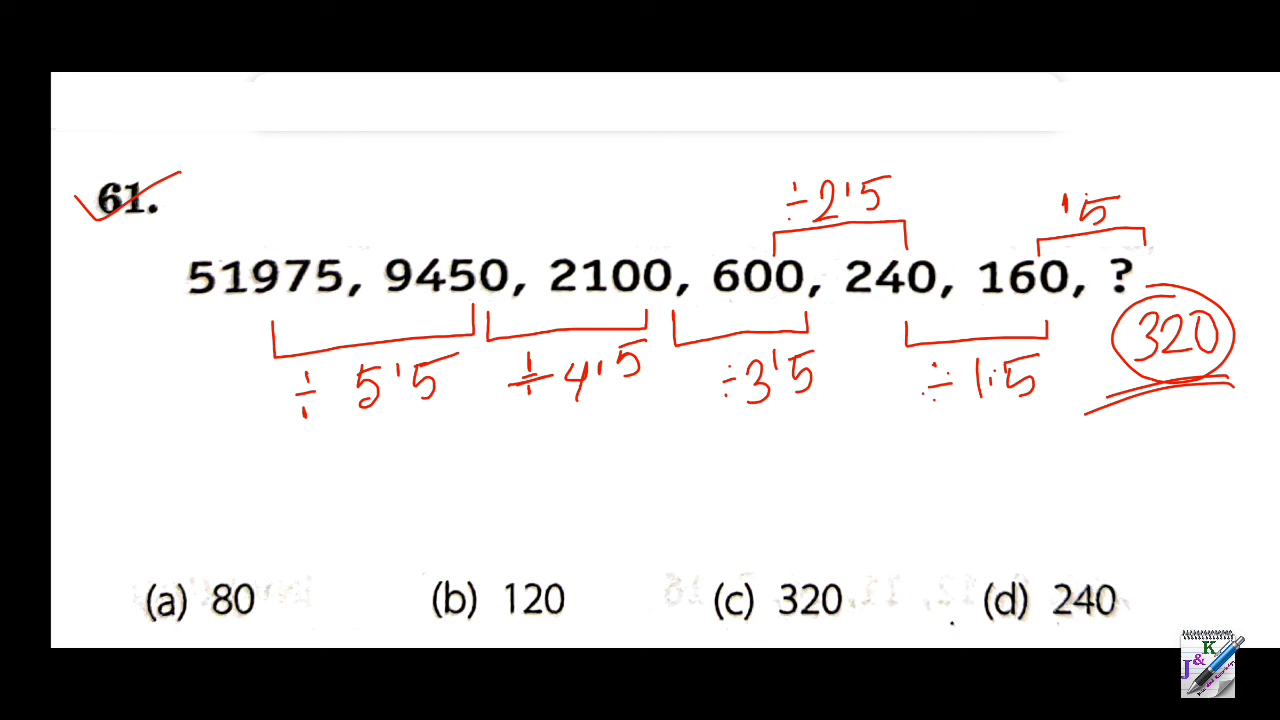 61.
÷2.5 .5
51975, 9450, 2100, 600, 240, 160, ?
320
÷ 5.5 ÷ 4.5 ÷3.5 ÷ 1.5
(a) 80 (b) 120 (c) 320 (d) 240
J & K